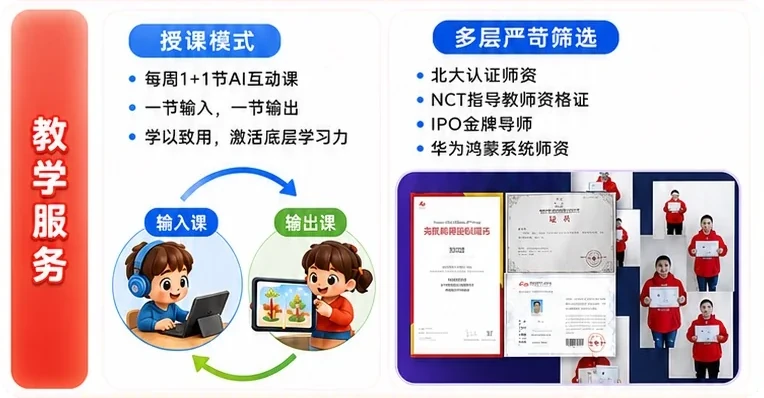 教学服务
授课模式
每周1+1节AI互动课
一节输入，一节输出
学以致用，激活底层学习力
输入课
输出课
多层严苛筛选
北大认证师资
NCT指导教师资格证
IPO金牌导师
华为鸿蒙系统师资